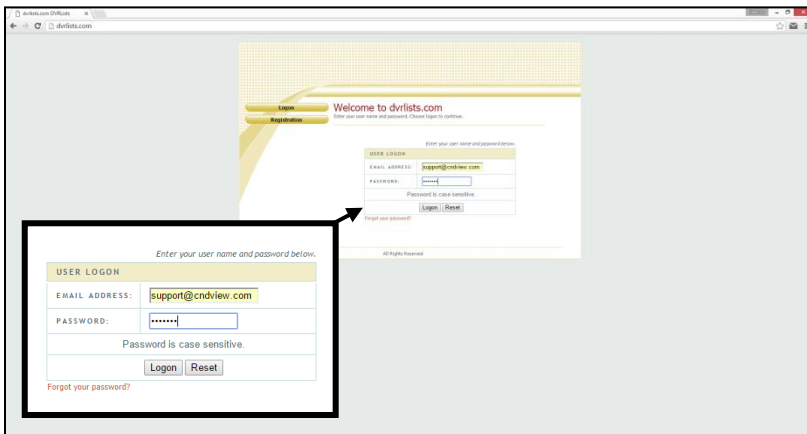 dvrlists.com DVRLists
dvrlists.com
Logon
Registration
Welcome to dvrlists.com
Enter your user name and password. Choose logon to continue.
Enter your user name and password below.
USER LOGON
EMAIL ADDRESS: support@cndview.com
PASSWORD: •••••••
Password is case sensitive.
Logon Reset
Forgot your password?
All Rights Reserved
Enter your user name and password below.
USER LOGON
EMAIL ADDRESS: support@cndview.com
PASSWORD: •••••••
Password is case sensitive.
Logon Reset
Forgot your password?